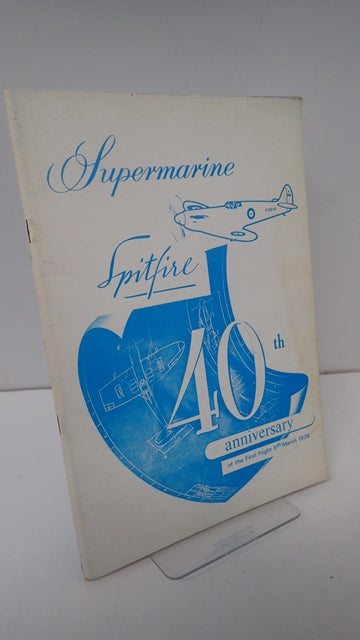 Supermarine
Spitfire
40th
anniversary
of the First Flight 5th March 1936